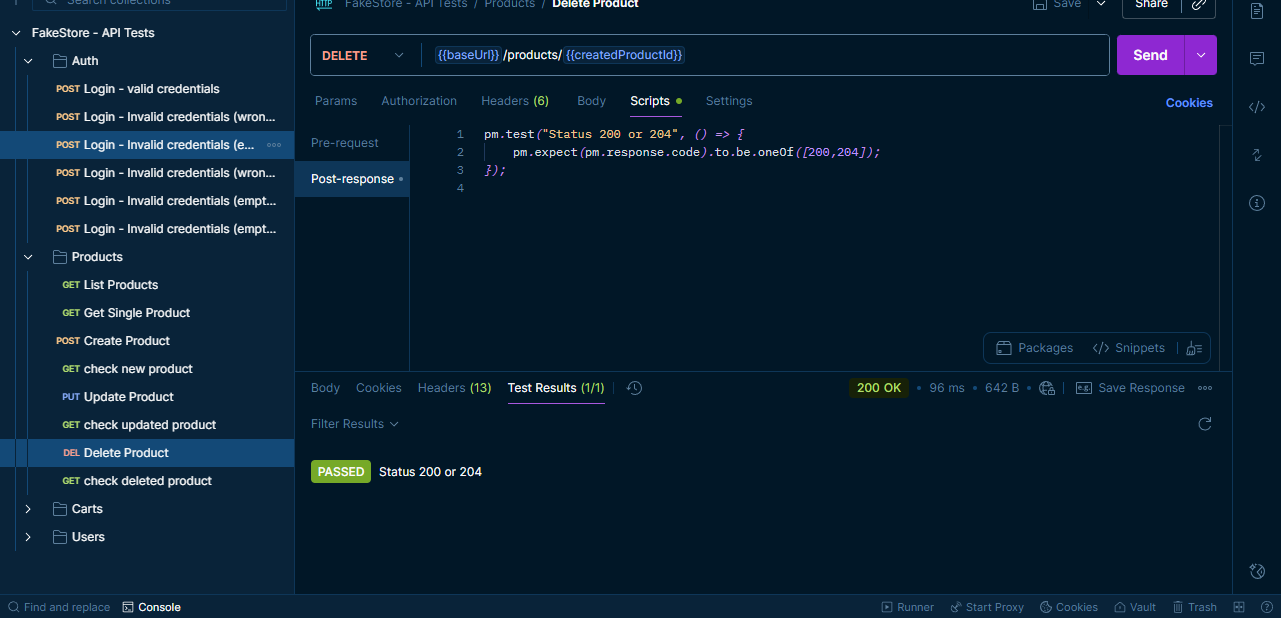 Search collections
FakeStore - API Tests
Auth
POST Login - valid credentials
POST Login - Invalid credentials (wron...
POST Login - Invalid credentials (e...
POST Login - Invalid credentials (wron...
POST Login - Invalid credentials (empt...
POST Login - Invalid credentials (empt...
Products
GET List Products
GET Get Single Product
POST Create Product
GET check new product
PUT Update Product
GET check updated product
DEL Delete Product
GET check deleted product
Carts
Users
HTTP FakeStore - API Tests / Products / Delete Product
Save
Share
DELETE {{baseUrl}}/products/{{createdProductId}}
Send
Params Authorization Headers (6) Body Scripts Settings
Cookies
Pre-request
Post-response
1 pm.test("Status 200 or 204", () => {
2 pm.expect(pm.response.code).to.be.oneOf([200,204]);
3 });
4
Packages </> Snippets
Body Cookies Headers (13) Test Results (1/1)
200 OK • 96 ms • 642 B
e.g. Save Response
Filter Results
PASSED Status 200 or 204
Find and replace Console
Runner Start Proxy Cookies Vault Trash